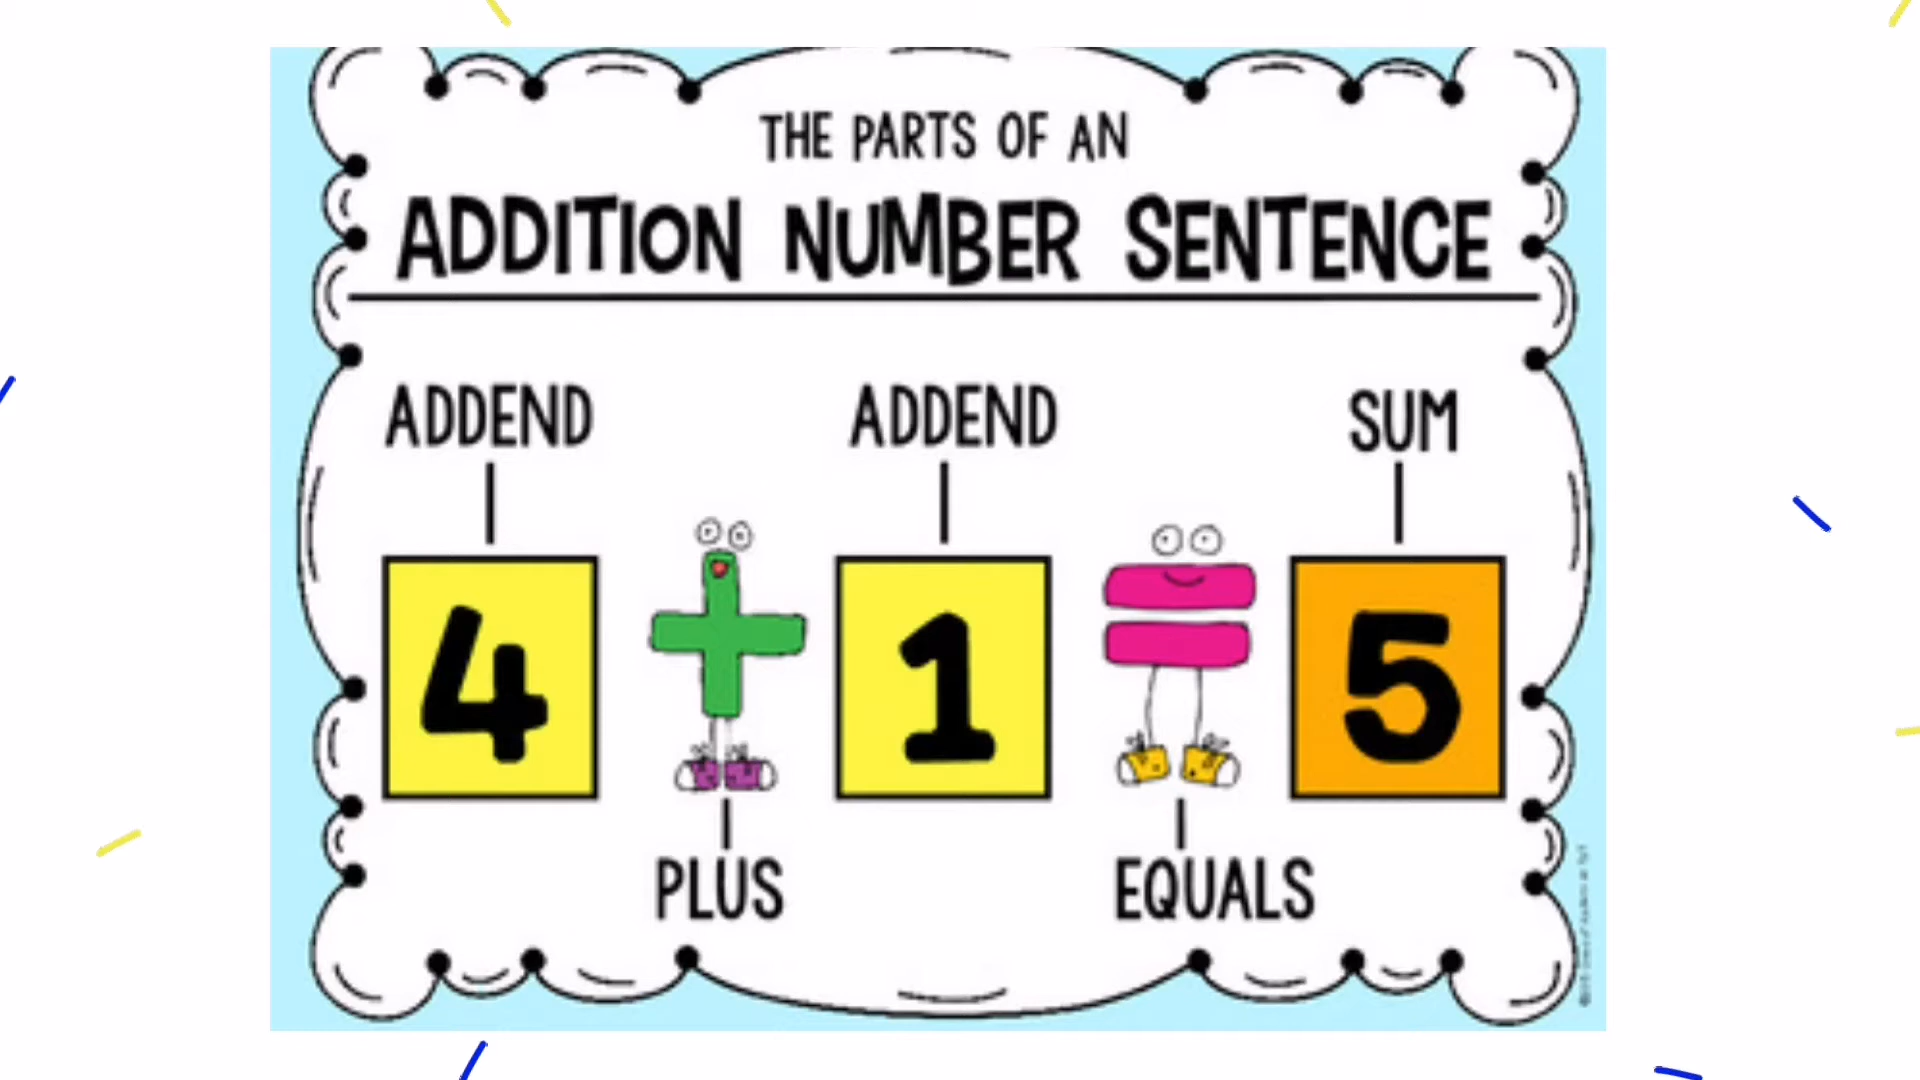 THE PARTS OF AN
ADDITION NUMBER SENTENCE
ADDEND ADDEND SUM
4 + 1 = 5
PLUS EQUALS